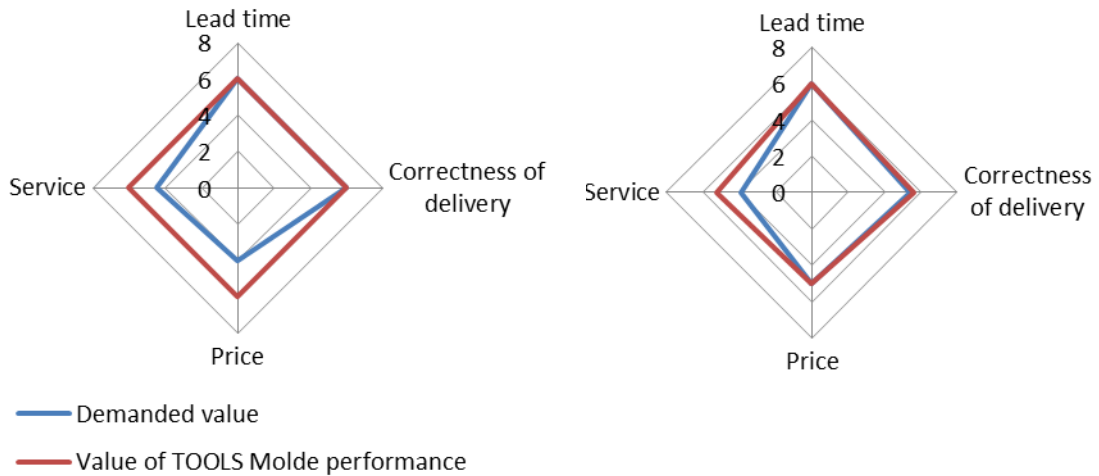 Lead time
8
6
4
2
0
Service
Correctness of
delivery
Price
Lead time
8
6
4
2
0
Service
Correctness
of delivery
Price
Demanded value
Value of TOOLS Molde performance